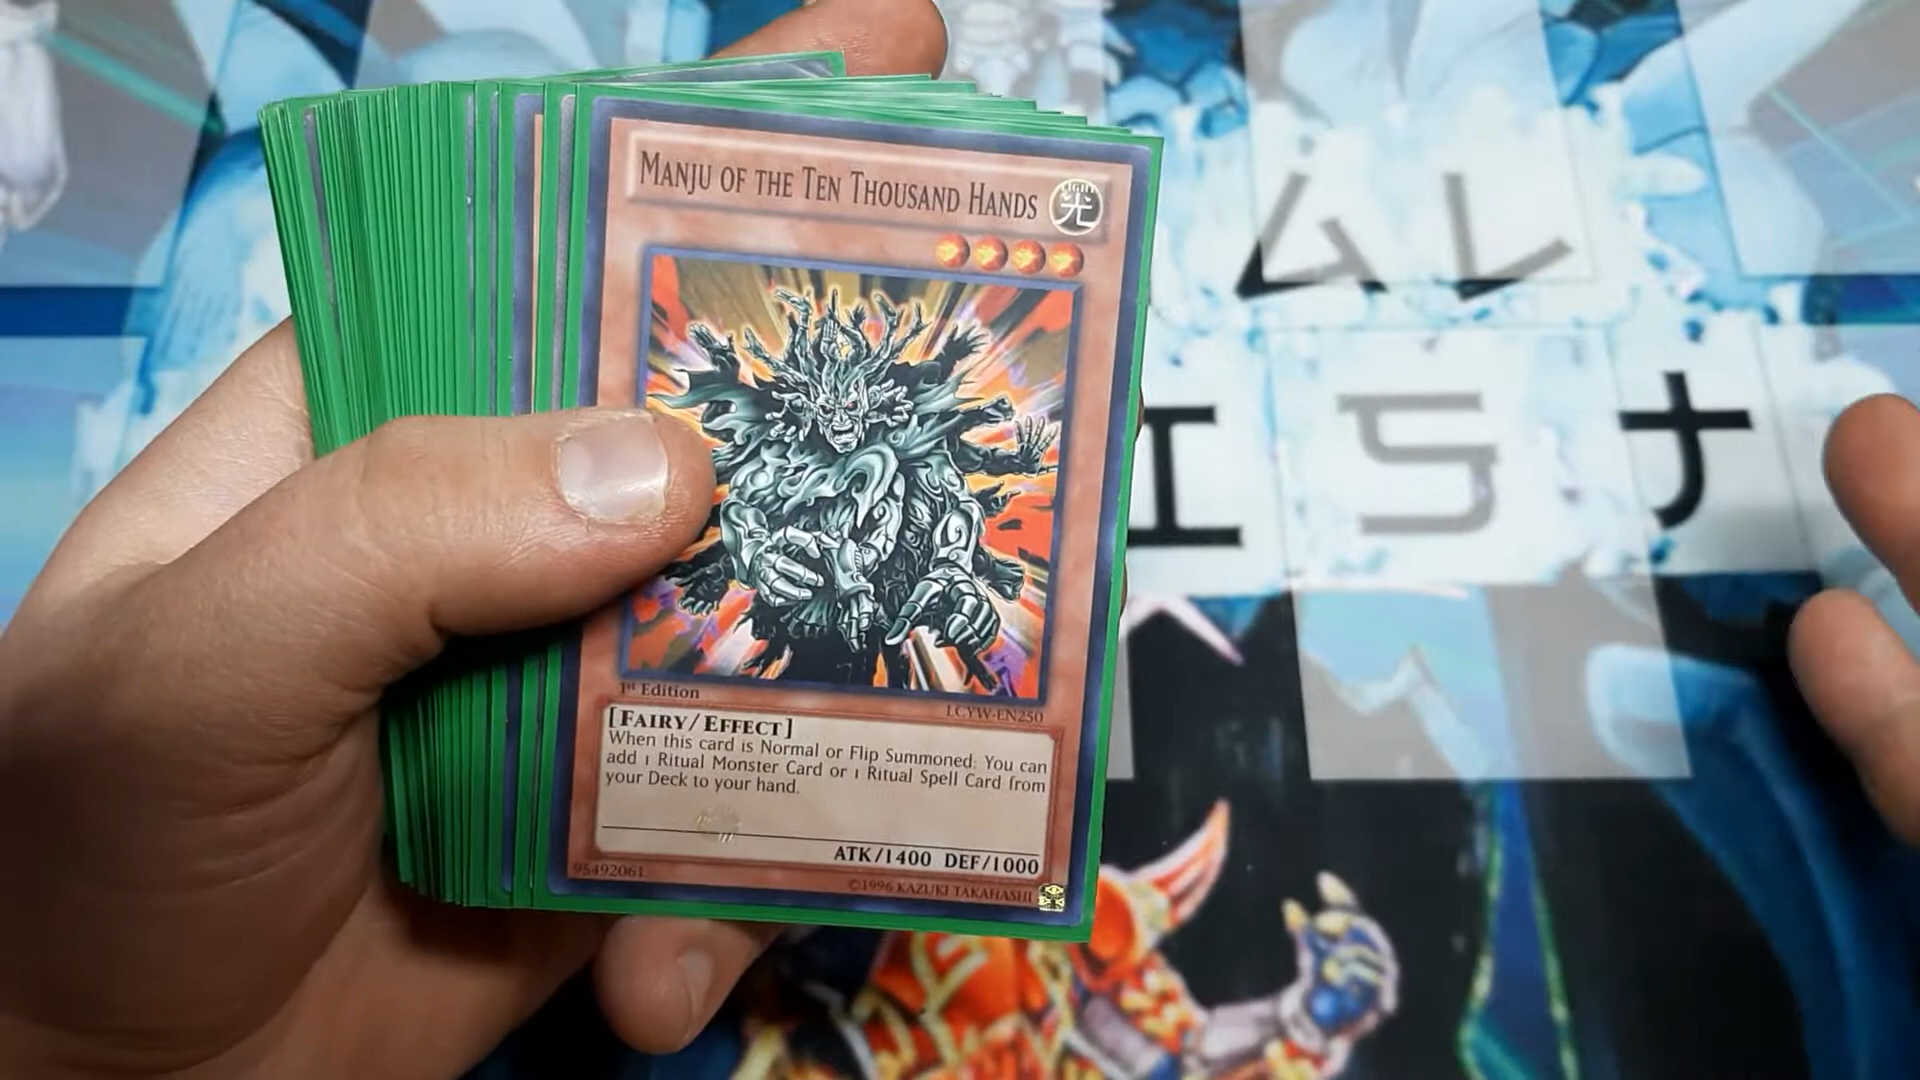 MANJU OF THE TEN THOUSAND HANDS
LIGHT
光
1st Edition
LCYW-EN250
[FAIRY/EFFECT]
When this card is Normal or Flip Summoned: You can
add 1 Ritual Monster Card or 1 Ritual Spell Card from
your Deck to your hand.
ATK/1400 DEF/1000
95492061
©1996 KAZUKI TAKAHASHI